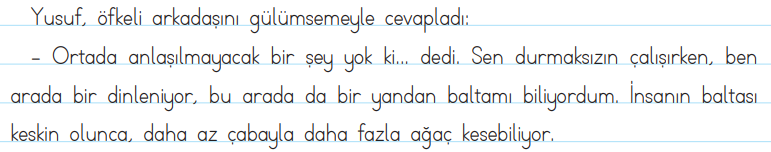 Yusuf, öfkeli arkadaşını gülümsemeyle cevapladı:
– Ortada anlaşılmayacak bir şey yok ki... dedi. Sen durmaksızın çalışırken, ben
arada bir dinleniyor, bu arada da bir yandan baltamı biliyordum. İnsanın baltası
keskin olunca, daha az çabayla daha fazla ağaç kesebiliyor.